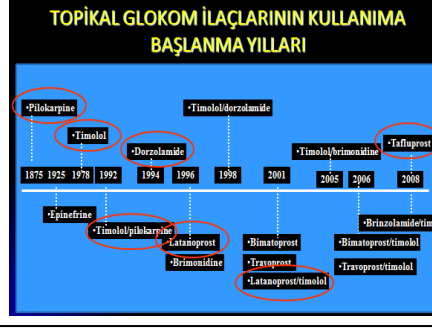 TOPİKAL GLOKOM İLAÇLARININ KULLANIMA
BAŞLANMA YILLARI
•Pilokarpine
•Timolol/dorzolamide
•Timolol
•Tafluprost
•Dorzolamide
•Timolol/brimonidine
1875 1925 1978 1992 1994 1996 1998 2001 2005 2006 2008
•Epinefrine
•Brinzolamide/tim
•Timolol/pilokarpine
•Latanoprost
•Bimatoprost
•Bimatoprost/timolol
•Brimonidine
•Travoprost
•Travoprost/timolol
•Latanoprost/timolol